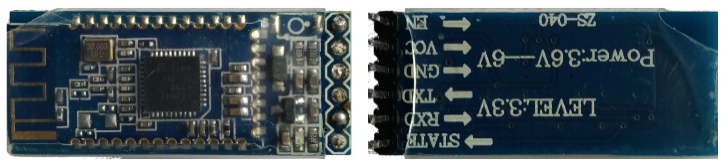 EN
ZS-040
VCC
Power:3.6V---6V
GND
TXD
LEVEL:3.3V
RXD
STATE